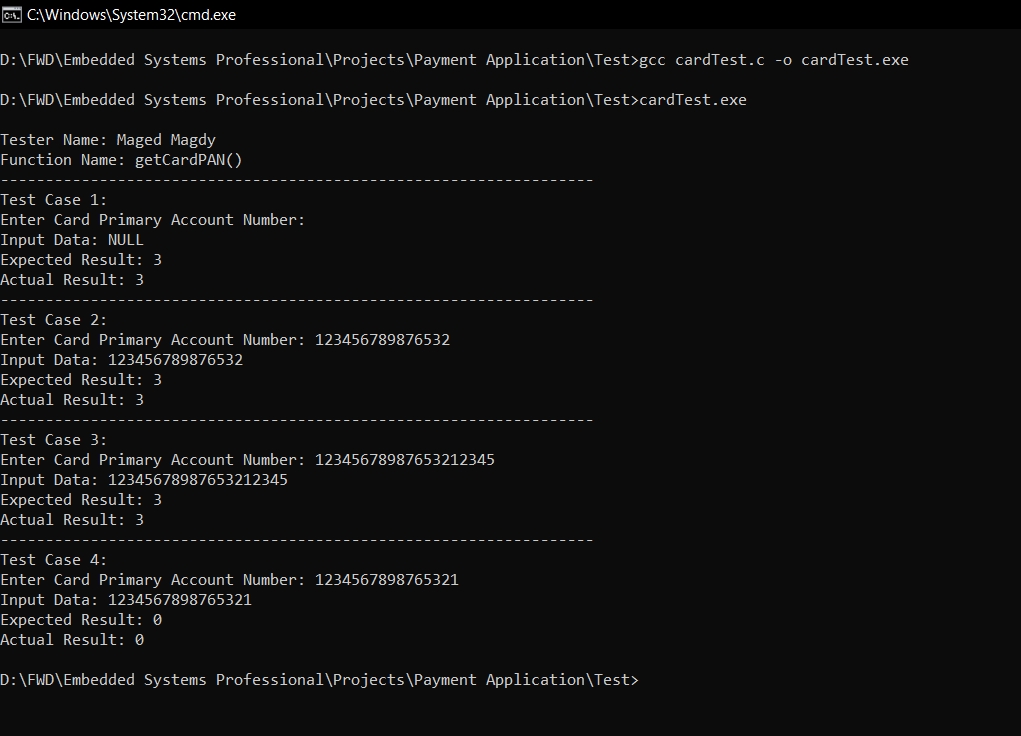 C:\Windows\System32\cmd.exe
D:\FWD\Embedded Systems Professional\Projects\Payment Application\Test>gcc cardTest.c -o cardTest.exe
D:\FWD\Embedded Systems Professional\Projects\Payment Application\Test>cardTest.exe
Tester Name: Maged Magdy
Function Name: getCardPAN()
------------------------------------------------------------------
Test Case 1:
Enter Card Primary Account Number:
Input Data: NULL
Expected Result: 3
Actual Result: 3
------------------------------------------------------------------
Test Case 2:
Enter Card Primary Account Number: 123456789876532
Input Data: 123456789876532
Expected Result: 3
Actual Result: 3
------------------------------------------------------------------
Test Case 3:
Enter Card Primary Account Number: 12345678987653212345
Input Data: 12345678987653212345
Expected Result: 3
Actual Result: 3
------------------------------------------------------------------
Test Case 4:
Enter Card Primary Account Number: 1234567898765321
Input Data: 1234567898765321
Expected Result: 0
Actual Result: 0
D:\FWD\Embedded Systems Professional\Projects\Payment Application\Test>